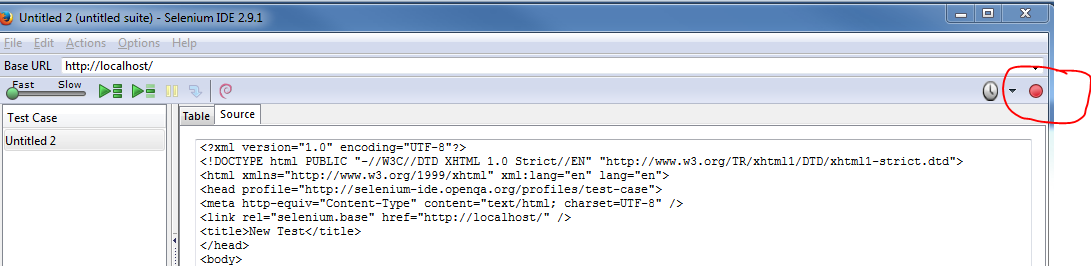 Untitled 2 (untitled suite) - Selenium IDE 2.9.1
File Edit Actions Options Help
Base URL http://localhost/
Fast Slow
Test Case
Untitled 2
Table Source
<?xml version="1.0" encoding="UTF-8"?>
<!DOCTYPE html PUBLIC "-//W3C//DTD XHTML 1.0 Strict//EN" "http://www.w3.org/TR/xhtml1/DTD/xhtml1-strict.dtd">
<html xmlns="http://www.w3.org/1999/xhtml" xml:lang="en" lang="en">
<head profile="http://selenium-ide.openqa.org/profiles/test-case">
<meta http-equiv="Content-Type" content="text/html; charset=UTF-8" />
<link rel="selenium.base" href="http://localhost/" />
<title>New Test</title>
</head>
<body>